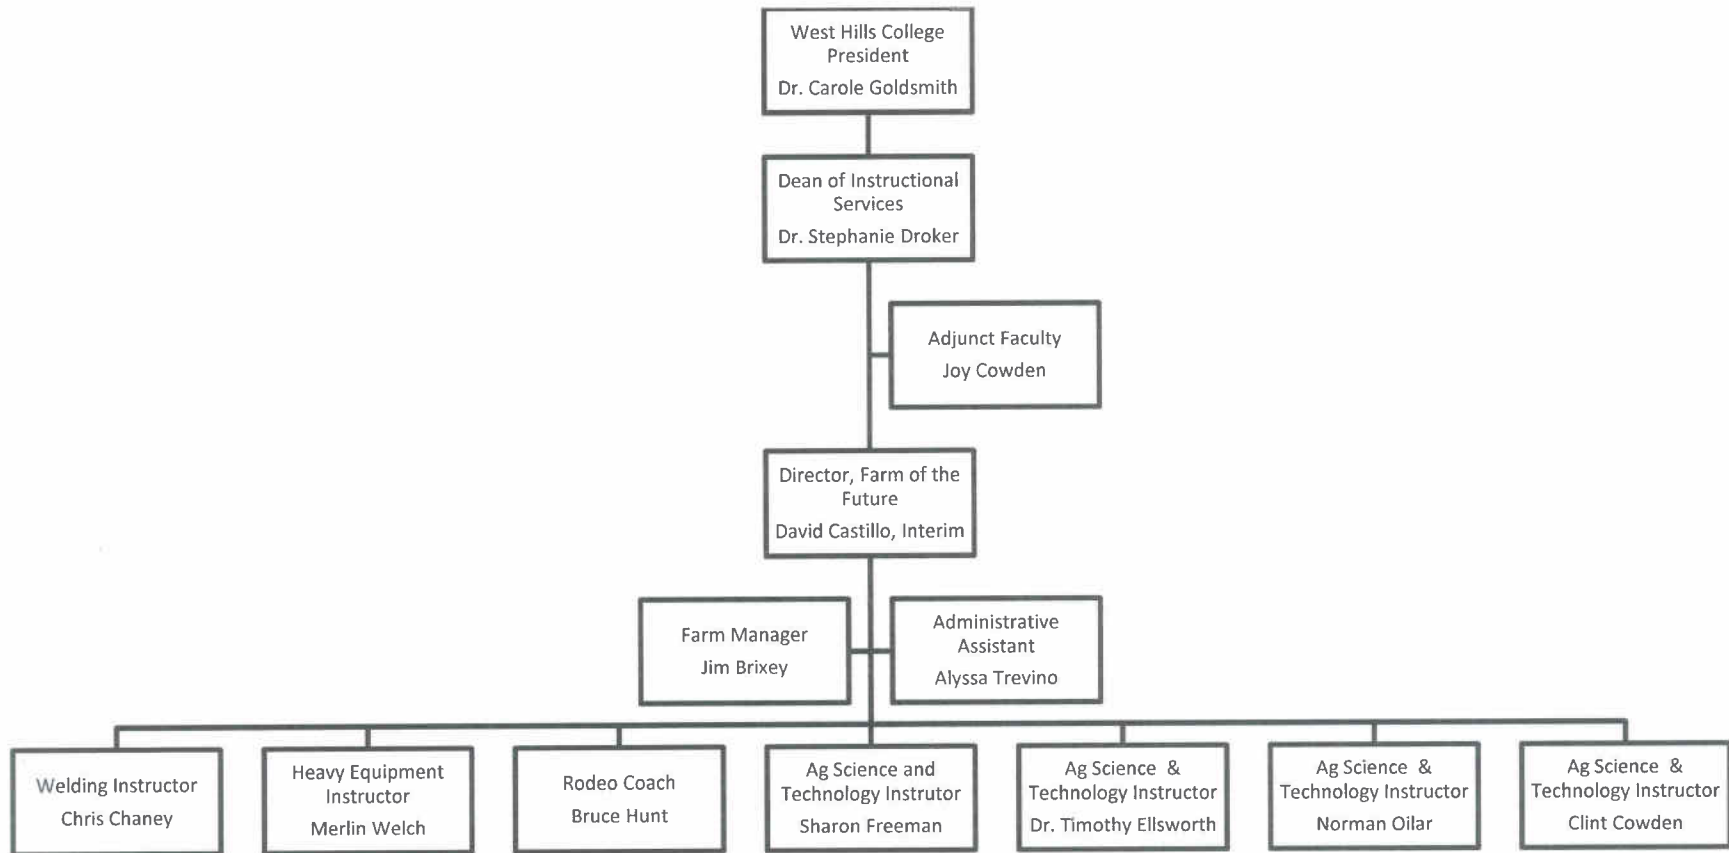 West Hills College
President
Dr. Carole Goldsmith
Dean of Instructional
Services
Dr. Stephanie Droker
Adjunct Faculty
Joy Cowden
Director, Farm of the
Future
David Castillo, Interim
Farm Manager
Jim Brixey
Administrative
Assistant
Alyssa Trevino
Welding Instructor
Chris Chaney
Heavy Equipment
Instructor
Merlin Welch
Rodeo Coach
Bruce Hunt
Ag Science and
Technology Instrutor
Sharon Freeman
Ag Science &
Technology Instructor
Dr. Timothy Ellsworth
Ag Science &
Technology Instructor
Norman Oilar
Ag Science &
Technology Instructor
Clint Cowden